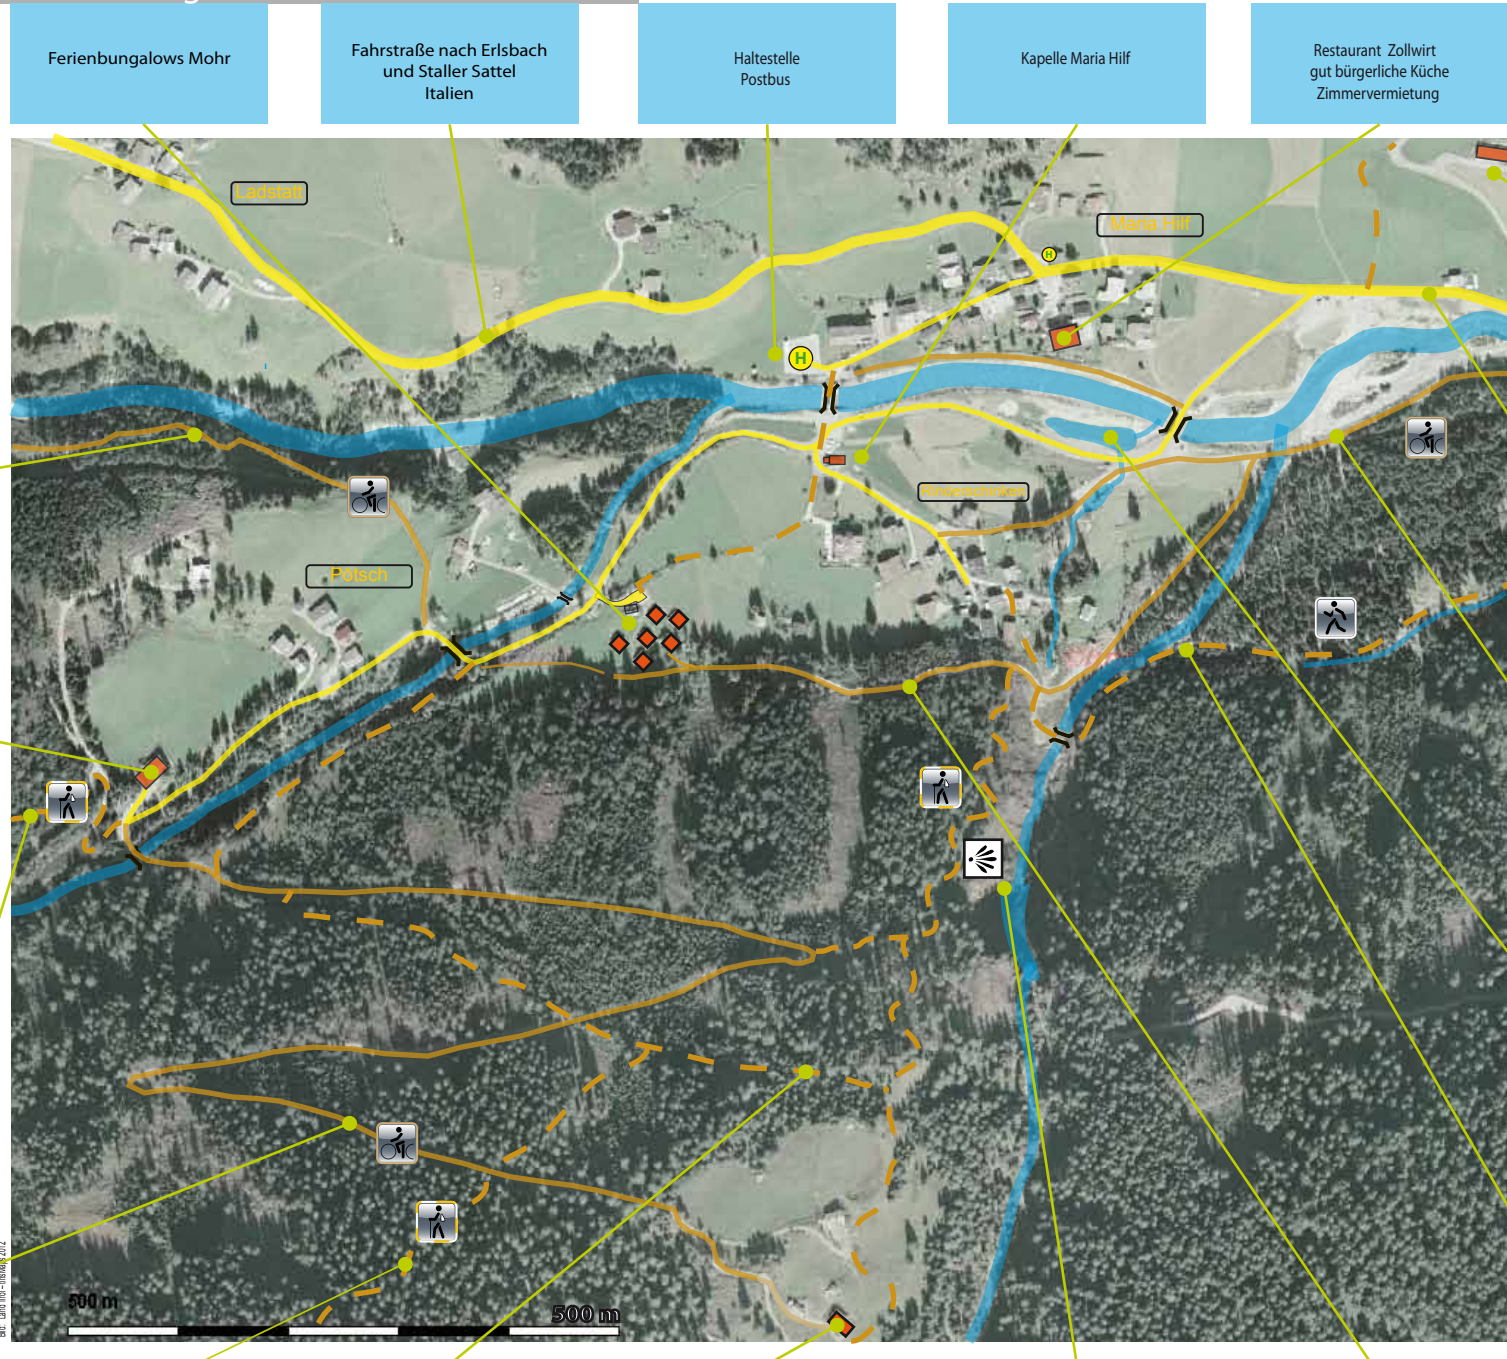 Ferienbungalows Mohr
Fahrstraße nach Erlsbach
und Staller Sattel
Italien
Haltestelle
Postbus
Kapelle Maria Hilf
Restaurant Zollwirt
gut bürgerliche Küche
Zimmervermietung
Ladstatt
Maria Hilf
H
H
Rinderschinken
Pötsch
500 m
500 m